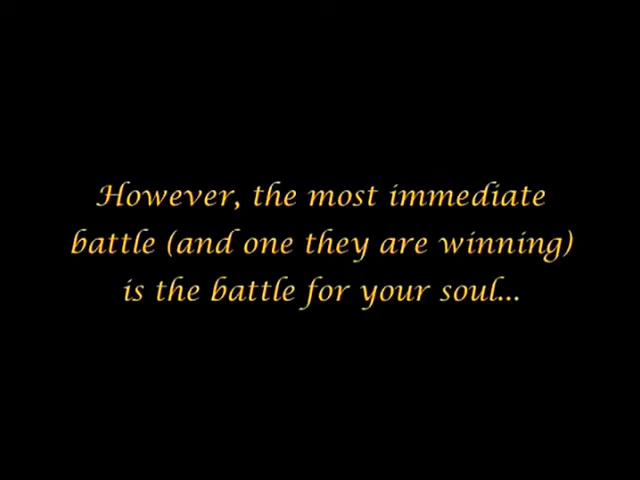 However, the most immediate
battle (and one they are winning)
is the battle for your soul...